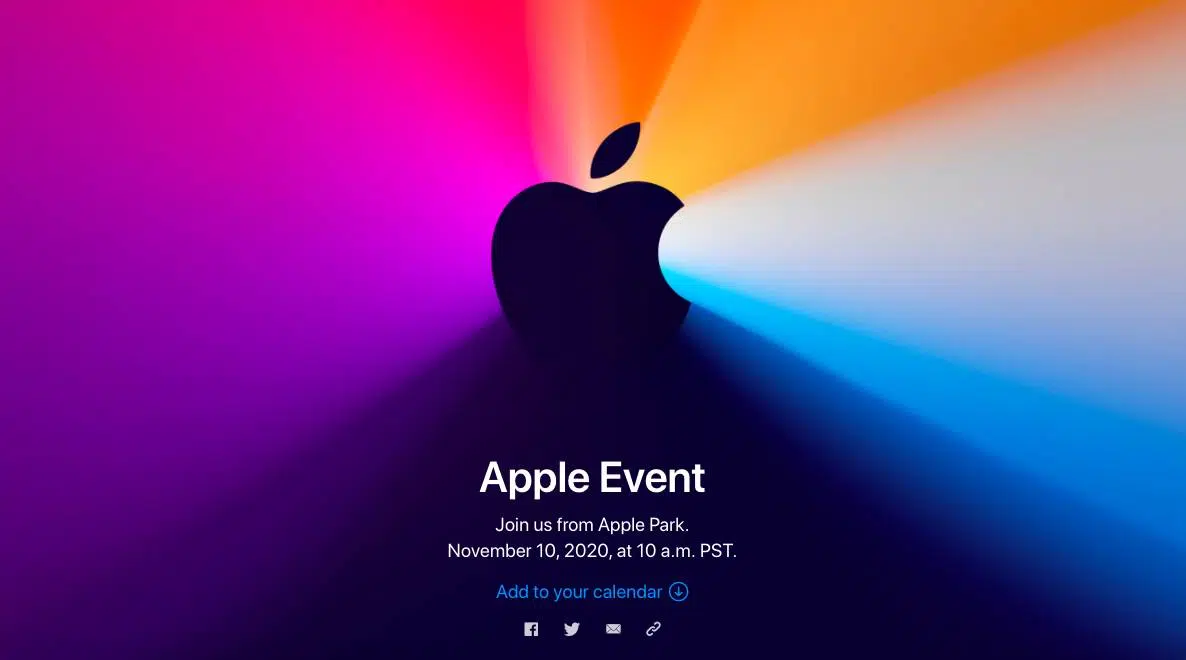 Apple Event
Join us from Apple Park.
November 10, 2020, at 10 a.m. PST.
Add to your calendar